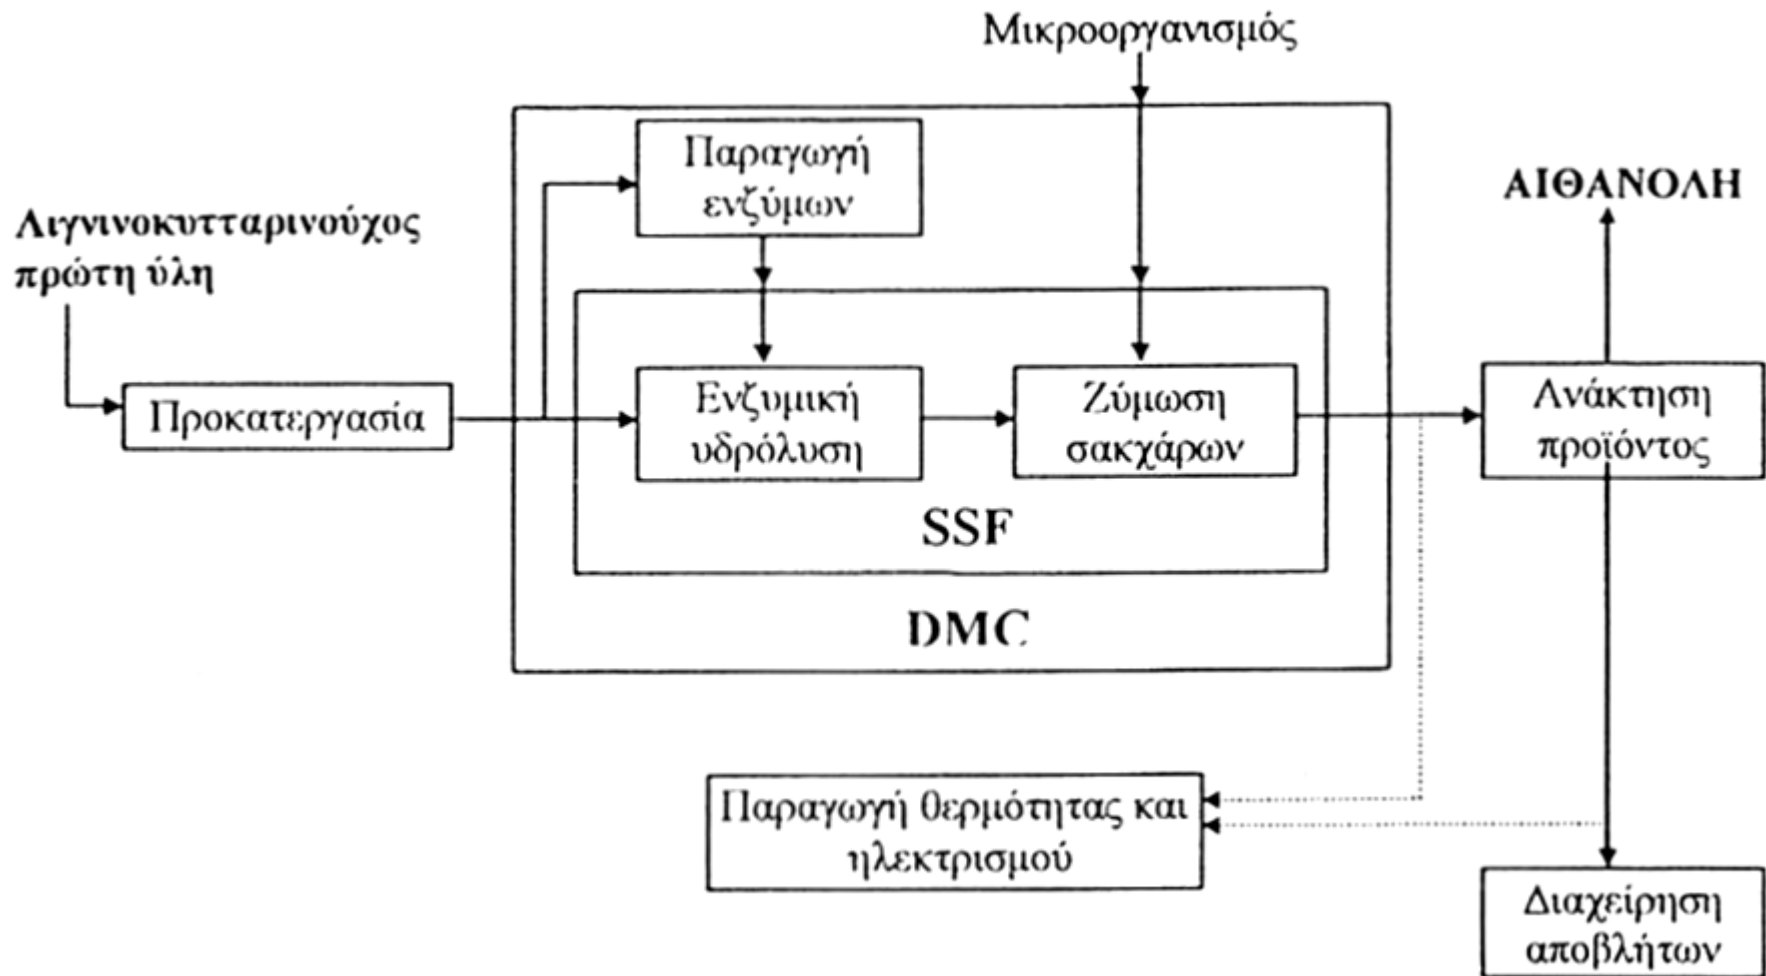 Μικροοργανισμός
Παραγωγή
ενζύμων
ΑΙΘΑΝΟΛΗ
Λιγνινοκυτταρινούχος
πρώτη ύλη
Προκατεργασία
Ενζυμική
υδρόλυση
Ζύμωση
σακχάρων
Ανάκτηση
προϊόντος
SSF
DMC
Παραγωγή θερμότητας και
ηλεκτρισμού
Διαχείρηση
αποβλήτων